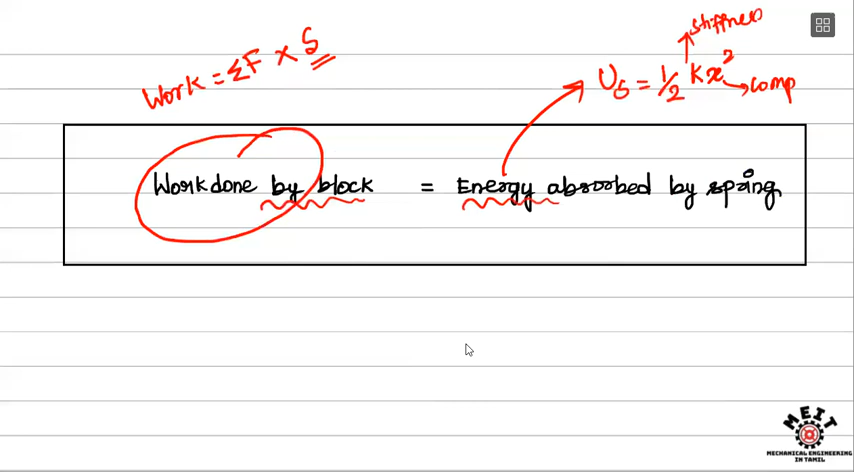 Work = ΣF × S
stiffness
U_S = 1/2 Kx² → comp
Workdone by block = Energy absorbed by spring
MEIT
MECHANICAL ENGINEERING
IN TAMIL